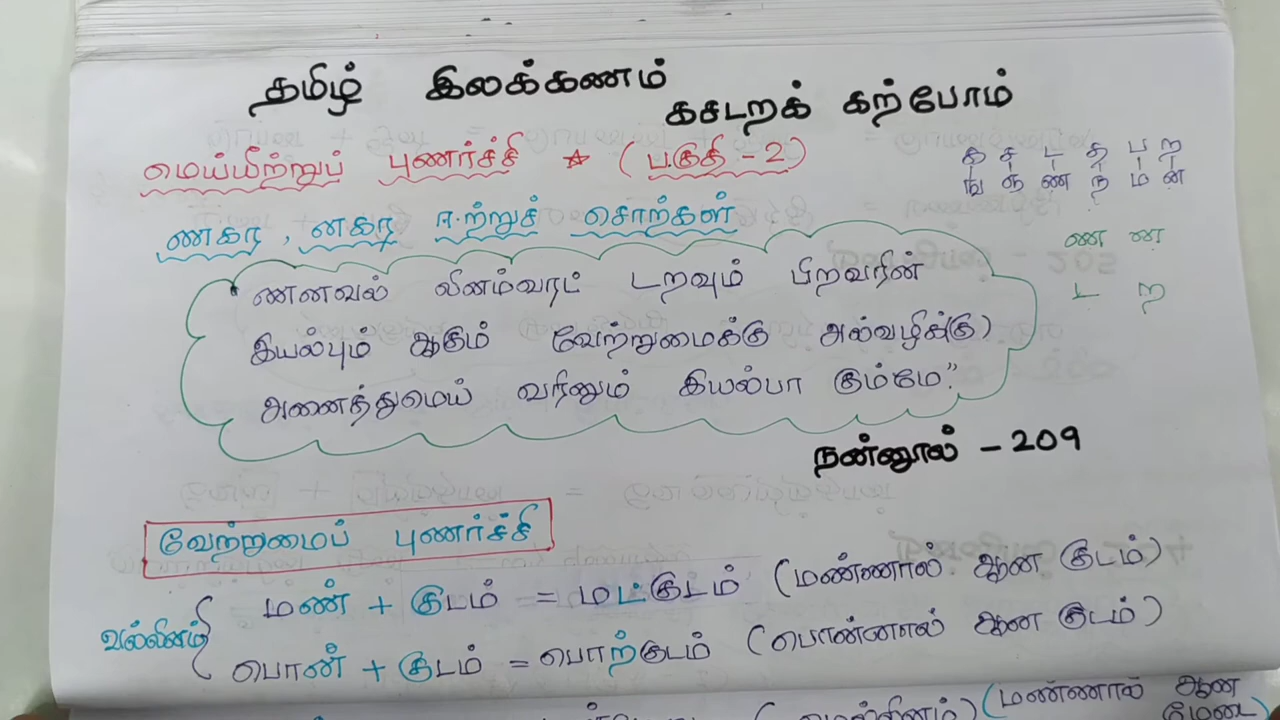 தமிழ் இலக்கணம்
கசடறக் கற்போம்
மெய்யீற்றுப் புணர்ச்சி ★ (பகுதி - 2)
க ச ட த ப ற
ங ஞ ண ந ம ன
ணகர, னகர ஈற்றுச் சொற்கள்
ண ன
ட ற
ணனவல் லினம்வரட் டறவும் பிறவரின்
இயல்பும் ஆகும் வேற்றுமைக்கு அல்வழிக்(கு)
அனைத்துமெய் வரினும் இயல்பா கும்மே."
நன்னூல் - 209
வேற்றுமைப் புணர்ச்சி
வல்லினம்
மண் + குடம் = மட்குடம் (மண்ணால் ஆன குடம்)
பொன் + குடம் = பொற்குடம் (பொன்னால் ஆன குடம்)
(மெல்லினம்) (மண்ணால் ஆன
மேடை)